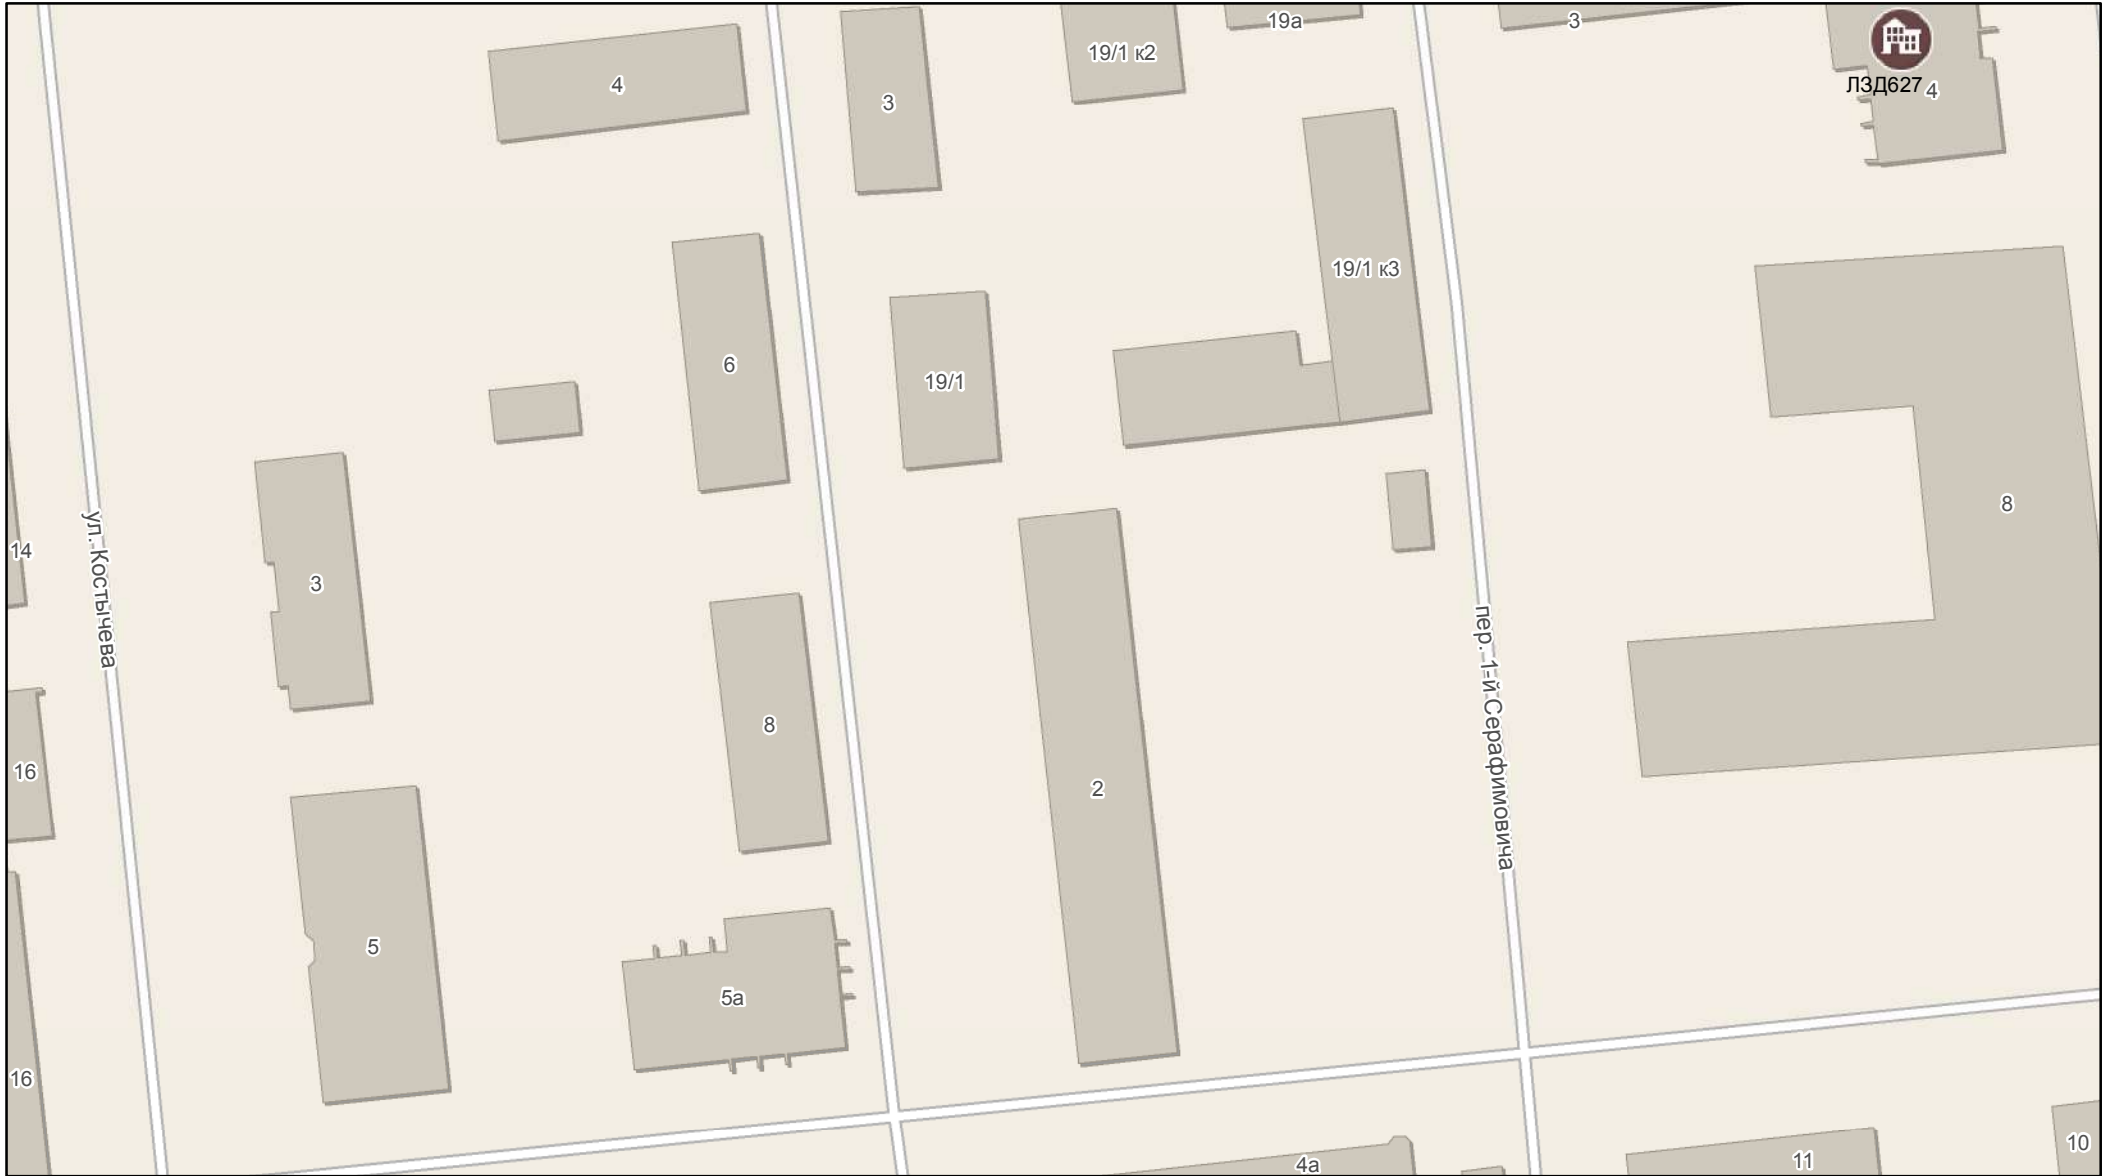 19а
3
19/1 к2
4
3
ЛЗД627
4
19/1 к3
6
19/1
8
14
3
ул. Костычева
пер. 1-й Серафимовича
8
16
2
5
5а
16
10
11
4а